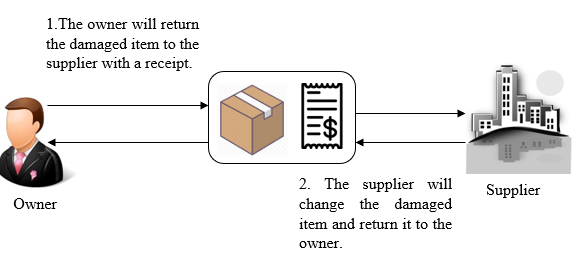 1.The owner will return
the damaged item to the
supplier with a receipt.
$
2. The supplier will
change the damaged
item and return it to the
owner.
Owner
Supplier